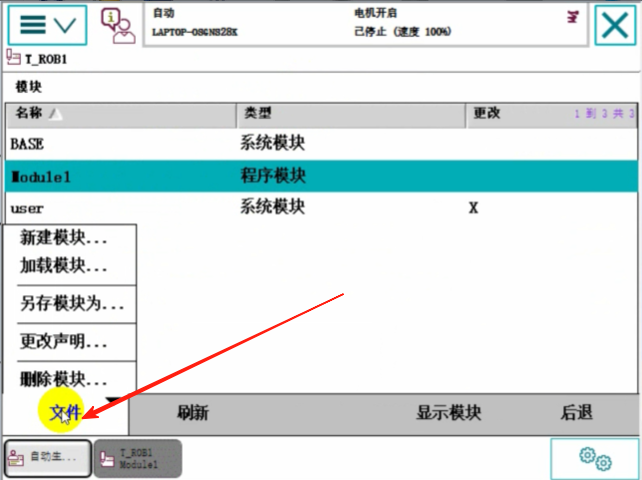 自动 电机开启
LAPTOP-OSGNS28X 己停止 (速度 100%)
T_ROB1
模块
名称 类型 更改 1 到 3 共 3
BASE 系统模块
Module1 程序模块
user 系统模块 X
新建模块...
加载模块...
另存模块为...
更改声明...
删除模块...
文件 刷新 显示模块 后退
自动生... T_ROB1
Module1